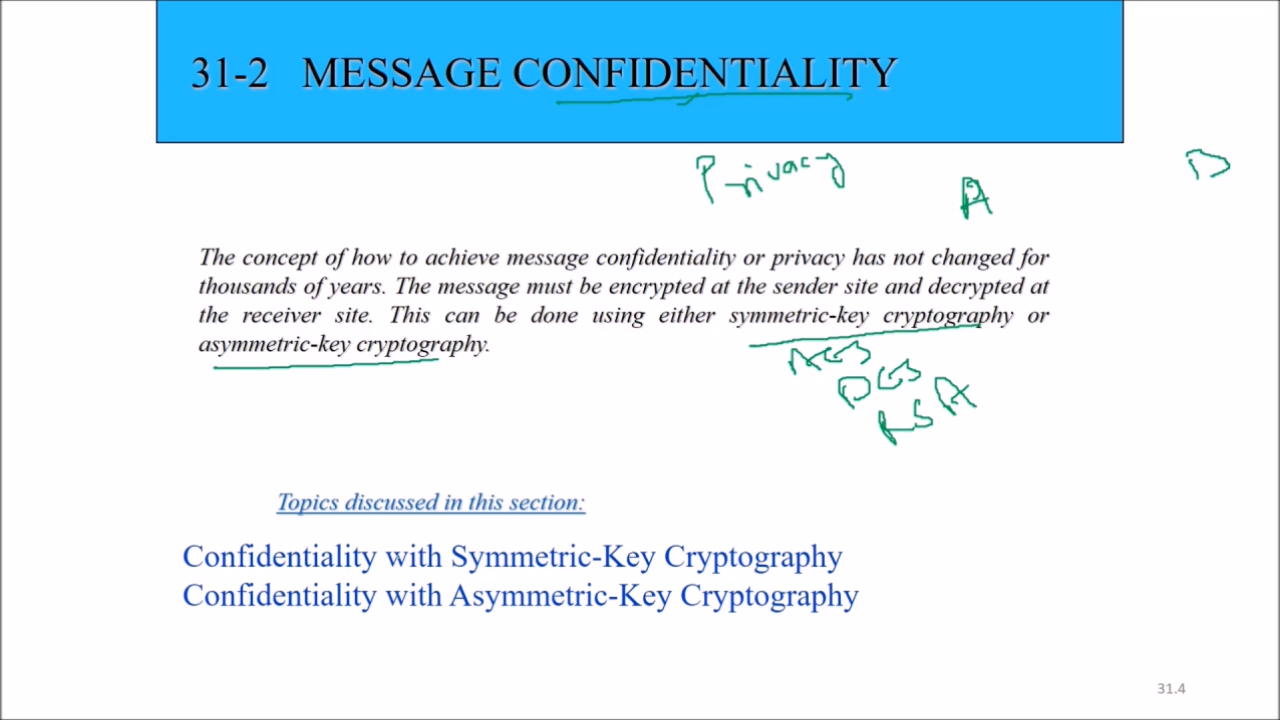 31-2 MESSAGE CONFIDENTIALITY
Privacy
A
D
The concept of how to achieve message confidentiality or privacy has not changed for
thousands of years. The message must be encrypted at the sender site and decrypted at
the receiver site. This can be done using either symmetric-key cryptography or
asymmetric-key cryptography.
AES
DES
RSA
Topics discussed in this section:
Confidentiality with Symmetric-Key Cryptography
Confidentiality with Asymmetric-Key Cryptography
31.4